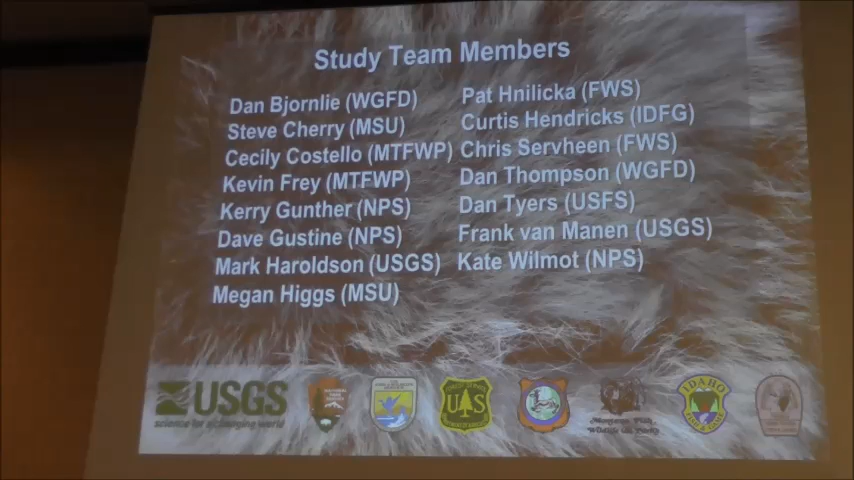 Study Team Members
Dan Bjornlie (WGFD)
Steve Cherry (MSU)
Cecily Costello (MTFWP)
Kevin Frey (MTFWP)
Kerry Gunther (NPS)
Dave Gustine (NPS)
Mark Haroldson (USGS)
Megan Higgs (MSU)
Pat Hnilicka (FWS)
Curtis Hendricks (IDFG)
Chris Servheen (FWS)
Dan Thompson (WGFD)
Dan Tyers (USFS)
Frank van Manen (USGS)
Kate Wilmot (NPS)
USGS
science for a changing world
US
IDAHO